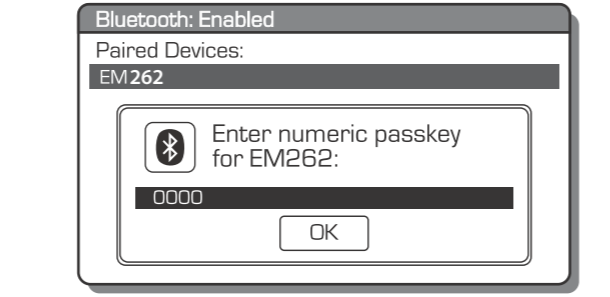 Bluetooth: Enabled
Paired Devices:
EM262
Enter numeric passkey
for EM262:
0000
OK